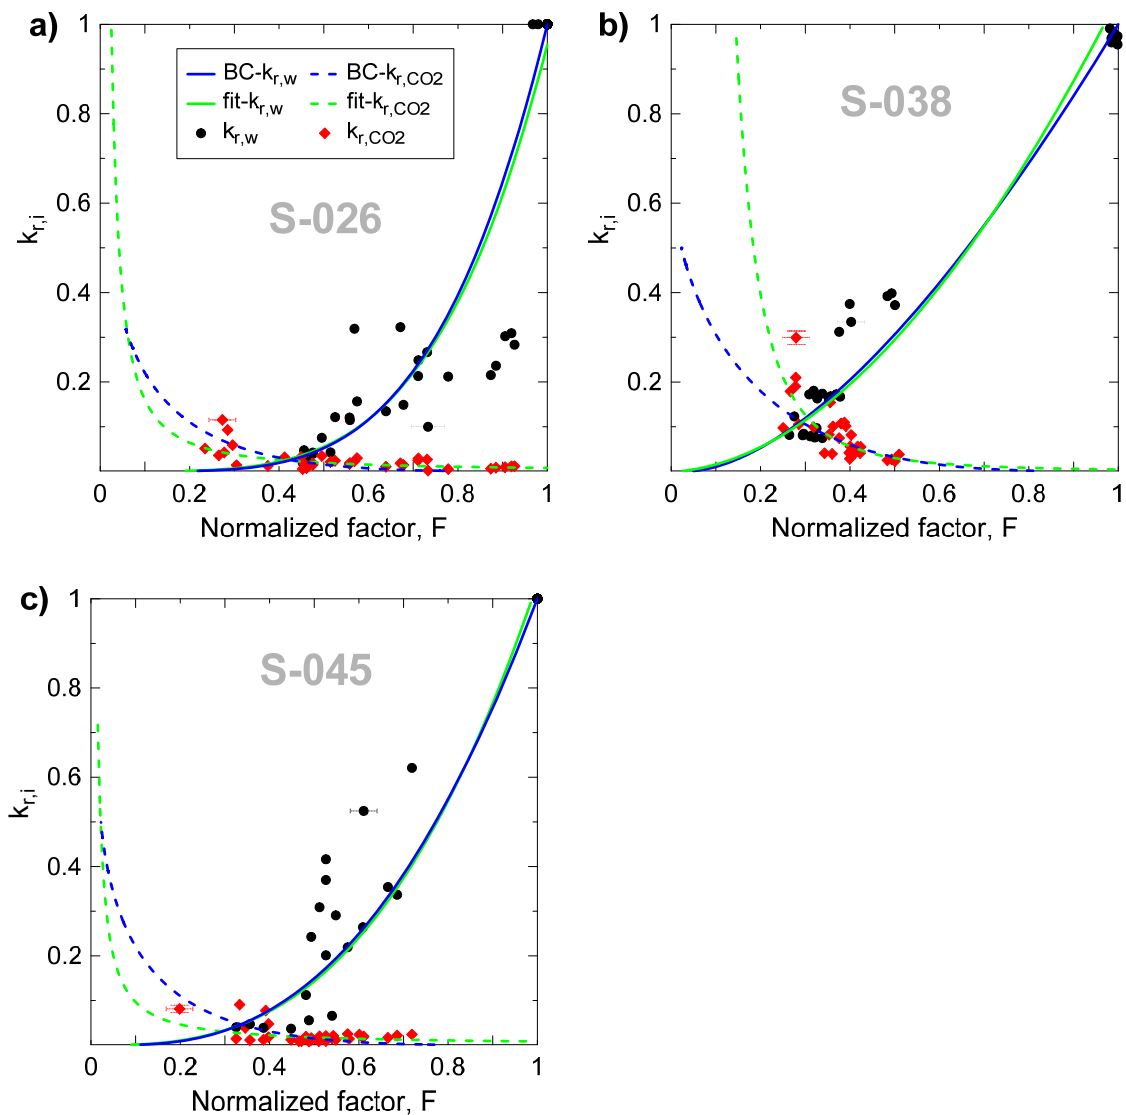 a)
1
0.8
0.6
0.4
0.2
k_r,i
BC-k_r,w BC-k_r,CO2
fit-k_r,w fit-k_r,CO2
k_r,w k_r,CO2
S-026
0 0.2 0.4 0.6 0.8 1
Normalized factor, F
b)
1
0.8
0.6
0.4
0.2
k_r,i
S-038
0 0.2 0.4 0.6 0.8 1
Normalized factor, F
c)
1
0.8
0.6
0.4
0.2
k_r,i
S-045
0 0.2 0.4 0.6 0.8 1
Normalized factor, F